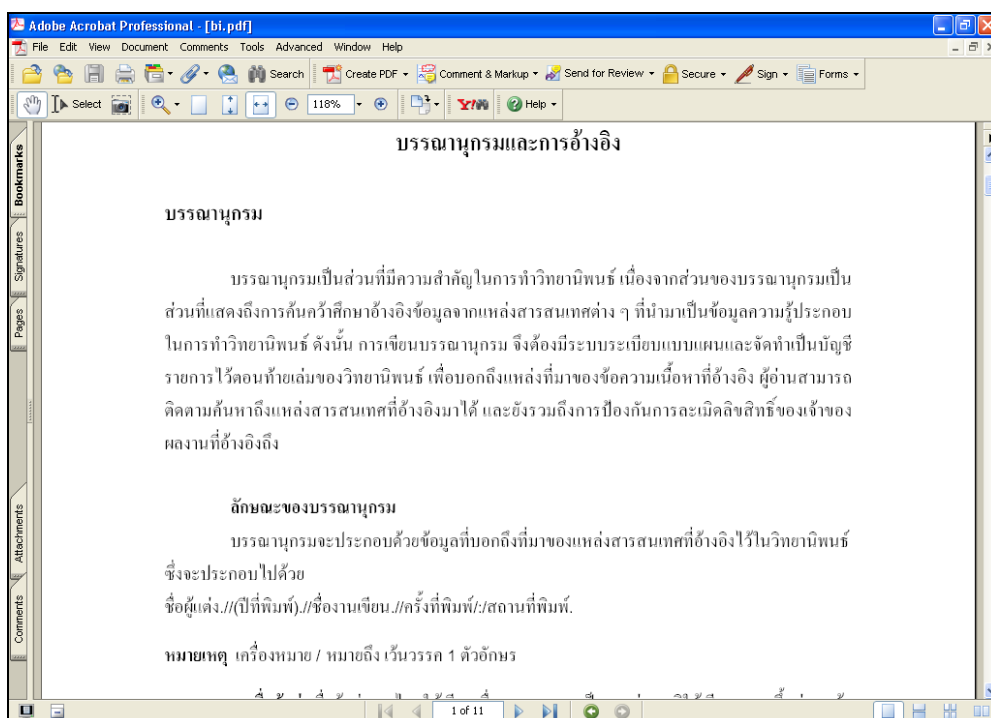 Adobe Acrobat Professional - [bi.pdf]
File Edit View Document Comments Tools Advanced Window Help
Search Create PDF Comment & Markup Send for Review Secure Sign Forms
Select 118% Y! Help
Bookmarks
Signatures
Pages
Attachments
Comments
บรรณานุกรมและการอ้างอิง
บรรณานุกรม
บรรณานุกรมเป็นส่วนที่มีความสำคัญในการทำวิทยานิพนธ์ เนื่องจากส่วนของบรรณานุกรมเป็น
ส่วนที่แสดงถึงการค้นคว้าศึกษาอ้างอิงข้อมูลจากแหล่งสารสนเทศต่าง ๆ ที่นำมาเป็นข้อมูลความรู้ประกอบ
ในการทำวิทยานิพนธ์ ดังนั้น การเขียนบรรณานุกรม จึงต้องมีระบบระเบียบแบบแผนและจัดทำเป็นบัญชี
รายการไว้ตอนท้ายเล่มของวิทยานิพนธ์ เพื่อบอกถึงแหล่งที่มาของข้อความเนื้อหาที่อ้างอิง ผู้อ่านสามารถ
ติดตามค้นหาถึงแหล่งสารสนเทศที่อ้างอิงมาได้ และยังรวมถึงการป้องกันการละเมิดลิขสิทธิ์ของเจ้าของ
ผลงานที่อ้างอิงถึง
ลักษณะของบรรณานุกรม
บรรณานุกรมจะประกอบด้วยข้อมูลที่บอกถึงที่มาของแหล่งสารสนเทศที่อ้างอิงไว้ในวิทยานิพนธ์
ซึ่งจะประกอบไปด้วย
ชื่อผู้แต่ง.//(ปีที่พิมพ์).//ชื่องานเขียน.//ครั้งที่พิมพ์/:/สถานที่พิมพ์.
หมายเหตุ เครื่องหมาย / หมายถึง เว้นวรรค 1 ตัวอักษร
1 of 11